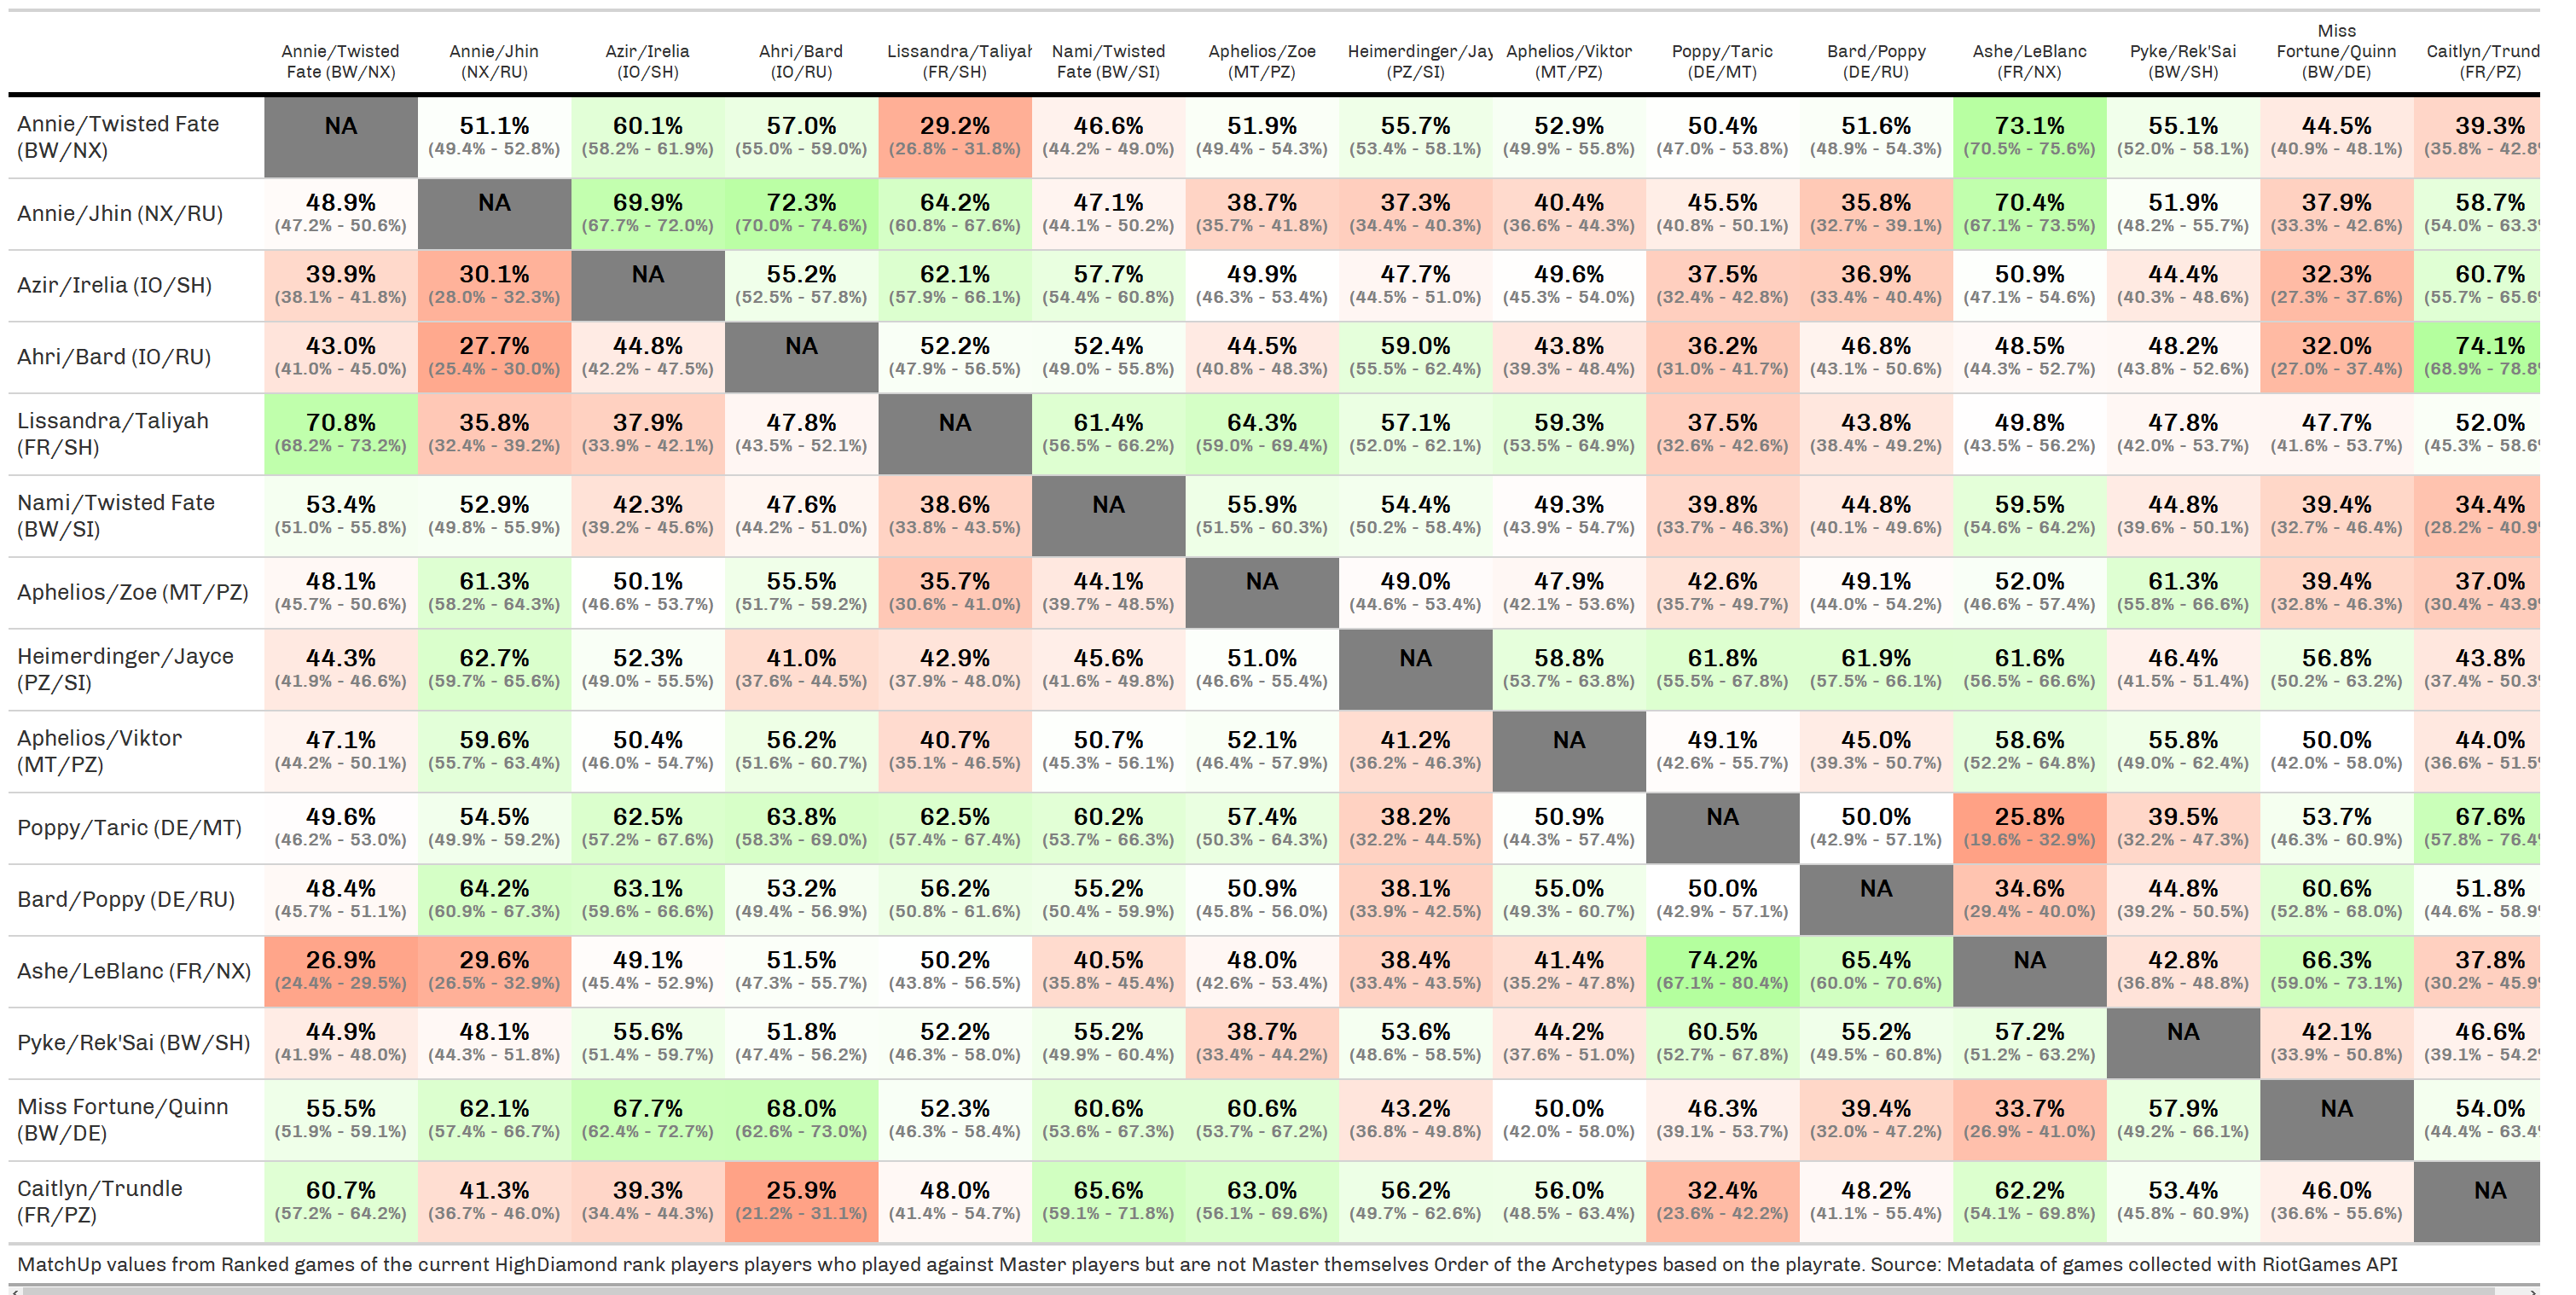 Miss
Annie/Twisted Annie/Jhin Azir/Irelia Ahri/Bard Lissandra/Taliyah Nami/Twisted Aphelios/Zoe Heimerdinger/Jay Aphelios/Viktor Poppy/Taric Bard/Poppy Ashe/LeBlanc Pyke/Rek'Sai Fortune/Quinn Caitlyn/Trund
Fate (BW/NX) (NX/RU) (IO/SH) (IO/RU) (FR/SH) Fate (BW/SI) (MT/PZ) (PZ/SI) (MT/PZ) (DE/MT) (DE/RU) (FR/NX) (BW/SH) (BW/DE) (FR/PZ)
Annie/Twisted Fate NA 51.1% 60.1% 57.0% 29.2% 46.6% 51.9% 55.7% 52.9% 50.4% 51.6% 73.1% 55.1% 44.5% 39.3%
(BW/NX) (49.4% - 52.8%) (58.2% - 61.9%) (55.0% - 59.0%) (26.8% - 31.8%) (44.2% - 49.0%) (49.4% - 54.3%) (53.4% - 58.1%) (49.9% - 55.8%) (47.0% - 53.8%) (48.9% - 54.3%) (70.5% - 75.6%) (52.0% - 58.1%) (40.9% - 48.1%) (35.8% - 42.8%
48.9% NA 69.9% 72.3% 64.2% 47.1% 38.7% 37.3% 40.4% 45.5% 35.8% 70.4% 51.9% 37.9% 58.7%
Annie/Jhin (NX/RU) (47.2% - 50.6%) (67.7% - 72.0%) (70.0% - 74.6%) (60.8% - 67.6%) (44.1% - 50.2%) (35.7% - 41.8%) (34.4% - 40.3%) (36.6% - 44.3%) (40.8% - 50.1%) (32.7% - 39.1%) (67.1% - 73.5%) (48.2% - 55.7%) (33.3% - 42.6%) (54.0% - 63.3%
39.9% 30.1% NA 55.2% 62.1% 57.7% 49.9% 47.7% 49.6% 37.5% 36.9% 50.9% 44.4% 32.3% 60.7%
Azir/Irelia (IO/SH) (38.1% - 41.8%) (28.0% - 32.3%) (52.5% - 57.8%) (57.9% - 66.1%) (54.4% - 60.8%) (46.3% - 53.4%) (44.5% - 51.0%) (45.3% - 54.0%) (32.4% - 42.8%) (33.4% - 40.4%) (47.1% - 54.6%) (40.3% - 48.6%) (27.3% - 37.6%) (55.7% - 65.6%
43.0% 27.7% 44.8% NA 52.2% 52.4% 44.5% 59.0% 43.8% 36.2% 46.8% 48.5% 48.2% 32.0% 74.1%
Ahri/Bard (IO/RU) (41.0% - 45.0%) (25.4% - 30.0%) (42.2% - 47.5%) (47.9% - 56.5%) (49.0% - 55.8%) (40.8% - 48.3%) (55.5% - 62.4%) (39.3% - 48.4%) (31.0% - 41.7%) (43.1% - 50.6%) (44.3% - 52.7%) (43.8% - 52.6%) (27.0% - 37.4%) (68.9% - 78.8%
Lissandra/Taliyah 70.8% 35.8% 37.9% 47.8% NA 61.4% 64.3% 57.1% 59.3% 37.5% 43.8% 49.8% 47.8% 47.7% 52.0%
(FR/SH) (68.2% - 73.2%) (32.4% - 39.2%) (33.9% - 42.1%) (43.5% - 52.1%) (56.5% - 66.2%) (59.0% - 69.4%) (52.0% - 62.1%) (53.5% - 64.9%) (32.6% - 42.6%) (38.4% - 49.2%) (43.5% - 56.2%) (42.0% - 53.7%) (41.6% - 53.7%) (45.3% - 58.6%
Nami/Twisted Fate 53.4% 52.9% 42.3% 47.6% 38.6% NA 55.9% 54.4% 49.3% 39.8% 44.8% 59.5% 44.8% 39.4% 34.4%
(BW/SI) (51.0% - 55.8%) (49.8% - 55.9%) (39.2% - 45.6%) (44.2% - 51.0%) (33.8% - 43.5%) (51.5% - 60.3%) (50.2% - 58.4%) (43.9% - 54.7%) (33.7% - 46.3%) (40.1% - 49.6%) (54.6% - 64.2%) (39.6% - 50.1%) (32.7% - 46.4%) (28.2% - 40.9%
48.1% 61.3% 50.1% 55.5% 35.7% 44.1% NA 49.0% 47.9% 42.6% 49.1% 52.0% 61.3% 39.4% 37.0%
Aphelios/Zoe (MT/PZ) (45.7% - 50.6%) (58.2% - 64.3%) (46.6% - 53.7%) (51.7% - 59.2%) (30.6% - 41.0%) (39.7% - 48.5%) (44.6% - 53.4%) (42.1% - 53.6%) (35.7% - 49.7%) (44.0% - 54.2%) (46.6% - 57.4%) (55.8% - 66.6%) (32.8% - 46.3%) (30.4% - 43.9%
Heimerdinger/Jayce 44.3% 62.7% 52.3% 41.0% 42.9% 45.6% 51.0% NA 58.8% 61.8% 61.9% 61.6% 46.4% 56.8% 43.8%
(PZ/SI) (41.9% - 46.6%) (59.7% - 65.6%) (49.0% - 55.5%) (37.6% - 44.5%) (37.9% - 48.0%) (41.6% - 49.8%) (46.6% - 55.4%) (53.7% - 63.8%) (55.5% - 67.8%) (57.5% - 66.1%) (56.5% - 66.6%) (41.5% - 51.4%) (50.2% - 63.2%) (37.4% - 50.3%
Aphelios/Viktor 47.1% 59.6% 50.4% 56.2% 40.7% 50.7% 52.1% 41.2% NA 49.1% 45.0% 58.6% 55.8% 50.0% 44.0%
(MT/PZ) (44.2% - 50.1%) (55.7% - 63.4%) (46.0% - 54.7%) (51.6% - 60.7%) (35.1% - 46.5%) (45.3% - 56.1%) (46.4% - 57.9%) (36.2% - 46.3%) (42.6% - 55.7%) (39.3% - 50.7%) (52.2% - 64.8%) (49.0% - 62.4%) (42.0% - 58.0%) (36.6% - 51.5%
49.6% 54.5% 62.5% 63.8% 62.5% 60.2% 57.4% 38.2% 50.9% NA 50.0% 25.8% 39.5% 53.7% 67.6%
Poppy/Taric (DE/MT) (46.2% - 53.0%) (49.9% - 59.2%) (57.2% - 67.6%) (58.3% - 69.0%) (57.4% - 67.4%) (53.7% - 66.3%) (50.3% - 64.3%) (32.2% - 44.5%) (44.3% - 57.4%) (42.9% - 57.1%) (19.6% - 32.9%) (32.2% - 47.3%) (46.3% - 60.9%) (57.8% - 76.4%
48.4% 64.2% 63.1% 53.2% 56.2% 55.2% 50.9% 38.1% 55.0% 50.0% NA 34.6% 44.8% 60.6% 51.8%
Bard/Poppy (DE/RU) (45.7% - 51.1%) (60.9% - 67.3%) (59.6% - 66.6%) (49.4% - 56.9%) (50.8% - 61.6%) (50.4% - 59.9%) (45.8% - 56.0%) (33.9% - 42.5%) (49.3% - 60.7%) (42.9% - 57.1%) (29.4% - 40.0%) (39.2% - 50.5%) (52.8% - 68.0%) (44.6% - 58.9%
26.9% 29.6% 49.1% 51.5% 50.2% 40.5% 48.0% 38.4% 41.4% 74.2% 65.4% NA 42.8% 66.3% 37.8%
Ashe/LeBlanc (FR/NX) (24.4% - 29.5%) (26.5% - 32.9%) (45.4% - 52.9%) (47.3% - 55.7%) (43.8% - 56.5%) (35.8% - 45.4%) (42.6% - 53.4%) (33.4% - 43.5%) (35.2% - 47.8%) (67.1% - 80.4%) (60.0% - 70.6%) (36.8% - 48.8%) (59.0% - 73.1%) (30.2% - 45.9%
44.9% 48.1% 55.6% 51.8% 52.2% 55.2% 38.7% 53.6% 44.2% 60.5% 55.2% 57.2% NA 42.1% 46.6%
Pyke/Rek'Sai (BW/SH) (41.9% - 48.0%) (44.3% - 51.8%) (51.4% - 59.7%) (47.4% - 56.2%) (46.3% - 58.0%) (49.9% - 60.4%) (33.4% - 44.2%) (48.6% - 58.5%) (37.6% - 51.0%) (52.7% - 67.8%) (49.5% - 60.8%) (51.2% - 63.2%) (33.9% - 50.8%) (39.1% - 54.2%
Miss Fortune/Quinn 55.5% 62.1% 67.7% 68.0% 52.3% 60.6% 60.6% 43.2% 50.0% 46.3% 39.4% 33.7% 57.9% NA 54.0%
(BW/DE) (51.9% - 59.1%) (57.4% - 66.7%) (62.4% - 72.7%) (62.6% - 73.0%) (46.3% - 58.4%) (53.6% - 67.3%) (53.7% - 67.2%) (36.8% - 49.8%) (42.0% - 58.0%) (39.1% - 53.7%) (32.0% - 47.2%) (26.9% - 41.0%) (49.2% - 66.1%) (44.4% - 63.4%
Caitlyn/Trundle 60.7% 41.3% 39.3% 25.9% 48.0% 65.6% 63.0% 56.2% 56.0% 32.4% 48.2% 62.2% 53.4% 46.0% NA
(FR/PZ) (57.2% - 64.2%) (36.7% - 46.0%) (34.4% - 44.3%) (21.2% - 31.1%) (41.4% - 54.7%) (59.1% - 71.8%) (56.1% - 69.6%) (49.7% - 62.6%) (48.5% - 63.4%) (23.6% - 42.2%) (41.1% - 55.4%) (54.1% - 69.8%) (45.8% - 60.9%) (36.6% - 55.6%)
MatchUp values from Ranked games of the current HighDiamond rank players players who played against Master players but are not Master themselves Order of the Archetypes based on the playrate. Source: Metadata of games collected with RiotGames API